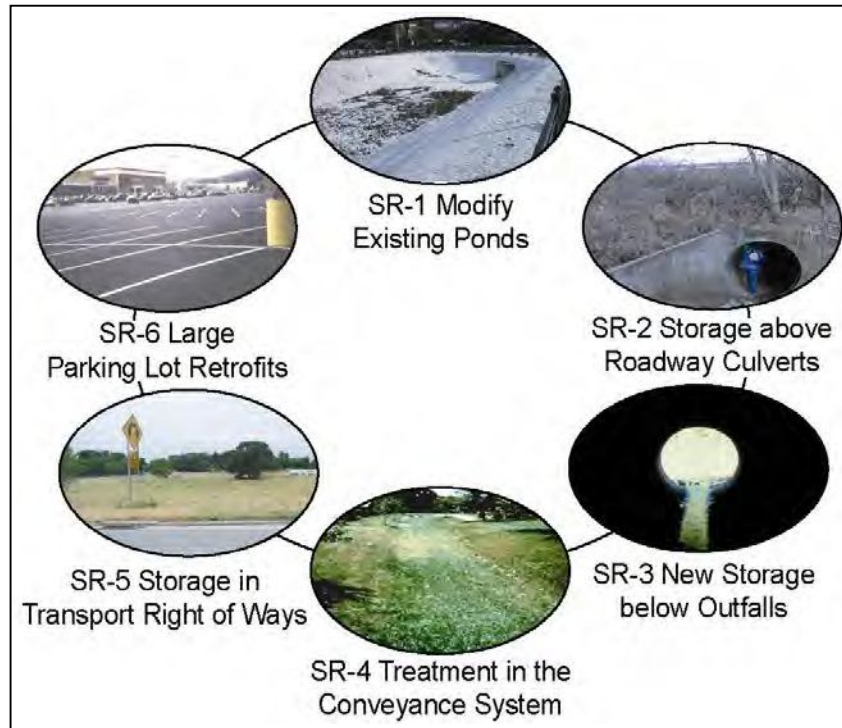 SR-1 Modify
Existing Ponds
SR-2 Storage above
Roadway Culverts
SR-3 New Storage
below Outfalls
SR-4 Treatment in the
Conveyance System
SR-5 Storage in
Transport Right of Ways
SR-6 Large
Parking Lot Retrofits